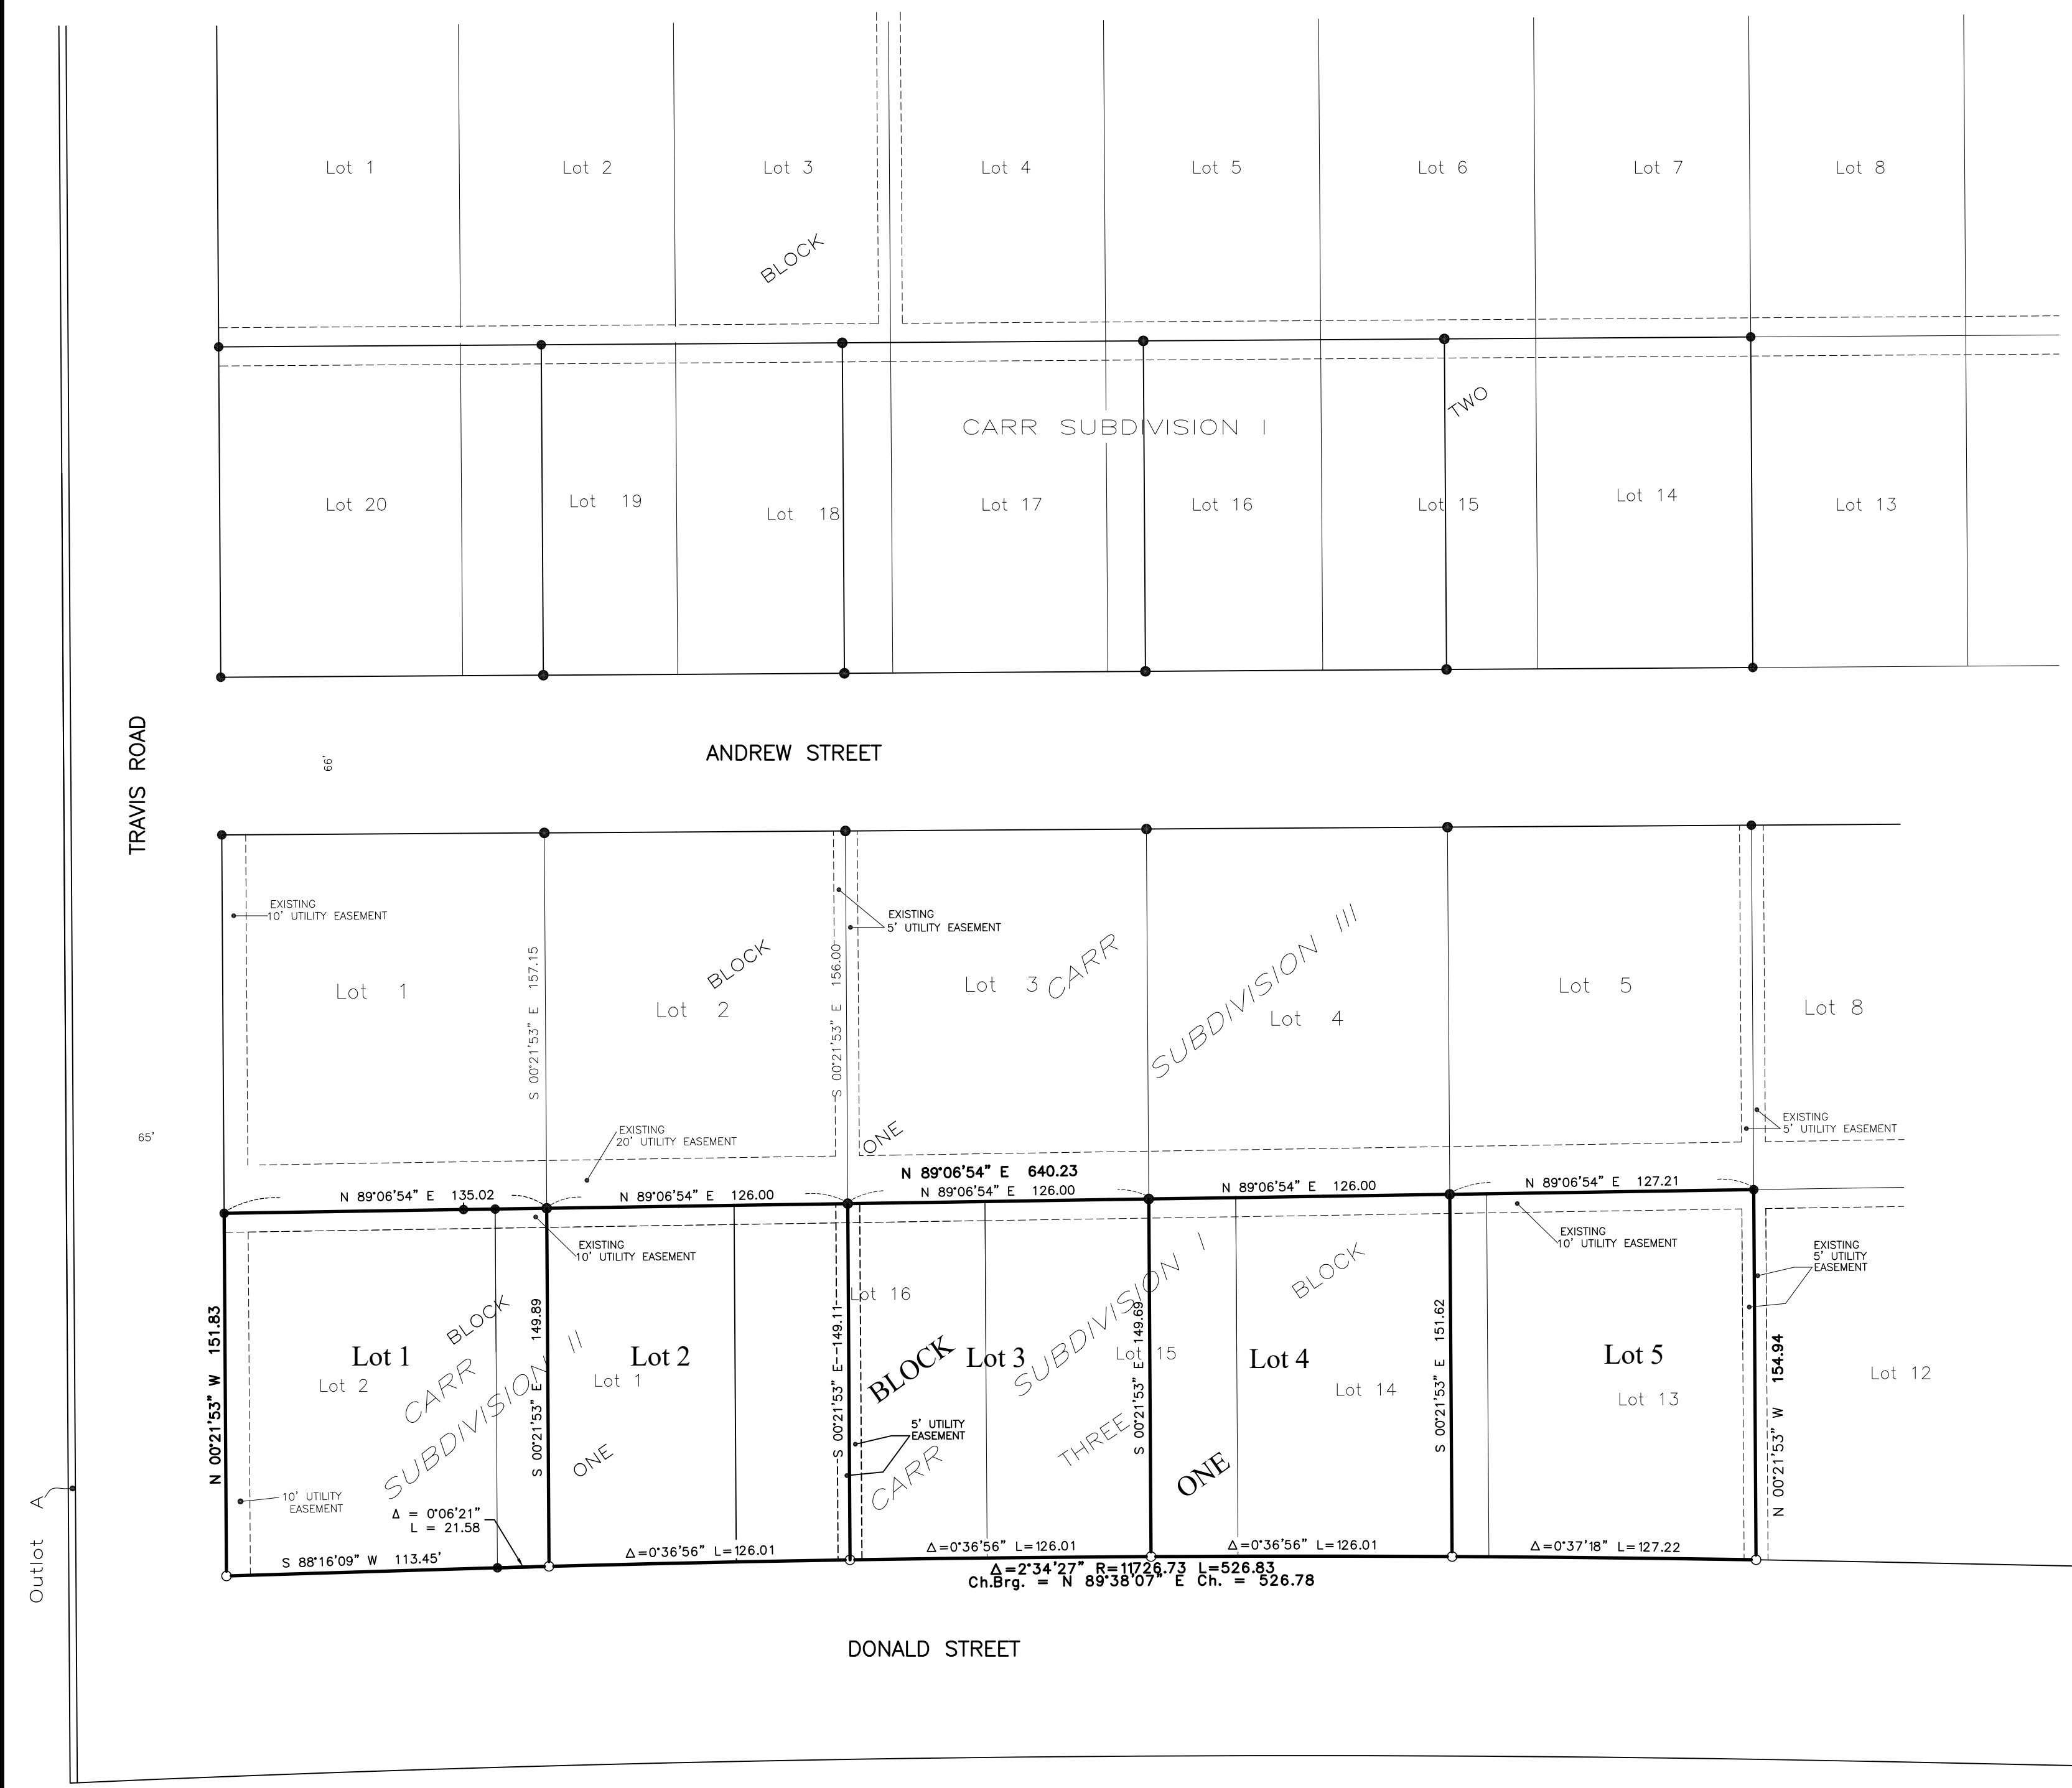 Lot 1
Lot 2
Lot 3
Lot 4
Lot 5
Lot 6
Lot 7
Lot 8
BLOCK
TWO
CARR SUBDIVISION I
Lot 20
Lot 19
Lot 18
Lot 17
Lot 16
Lot 15
Lot 14
Lot 13
TRAVIS ROAD
66'
ANDREW STREET
EXISTING
10' UTILITY EASEMENT
EXISTING
5' UTILITY EASEMENT
S 00°21'53" E 157.15
S 00°21'53" E 156.00
BLOCK
ONE
CARR
SUBDIVISION III
Lot 1
Lot 2
Lot 3
Lot 4
Lot 5
Lot 8
65'
EXISTING
20' UTILITY EASEMENT
EXISTING
5' UTILITY EASEMENT
N 89°06'54" E 640.23
N 89°06'54" E 135.02
N 89°06'54" E 126.00
N 89°06'54" E 126.00
N 89°06'54" E 126.00
N 89°06'54" E 127.21
EXISTING
10' UTILITY EASEMENT
EXISTING
10' UTILITY EASEMENT
EXISTING
5' UTILITY
EASEMENT
N 00°21'53" W 151.83
S 00°21'53" E 149.89
S 00°21'53" E 149.11
S 00°21'53" E 149.69
S 00°21'53" E 151.62
N 00°21'53" W 154.94
Lot 16
BLOCK
BLOCK
BLOCK
Lot 1
Lot 2
Lot 3
Lot 4
Lot 5
Lot 2
Lot 1
Lot 15
Lot 14
Lot 13
Lot 12
CARR
SUBDIVISION II
CARR
SUBDIVISION I
ONE
THREE
ONE
5' UTILITY
EASEMENT
10' UTILITY
EASEMENT
Δ = 0°06'21"
L = 21.58
S 88°16'09" W 113.45'
Δ=0°36'56" L=126.01
Δ=0°36'56" L=126.01
Δ=0°36'56" L=126.01
Δ=0°37'18" L=127.22
Δ=2°34'27" R=11726.73 L=526.83
Ch.Brg. = N 89°38'07" E Ch. = 526.78
Outlot A
DONALD STREET